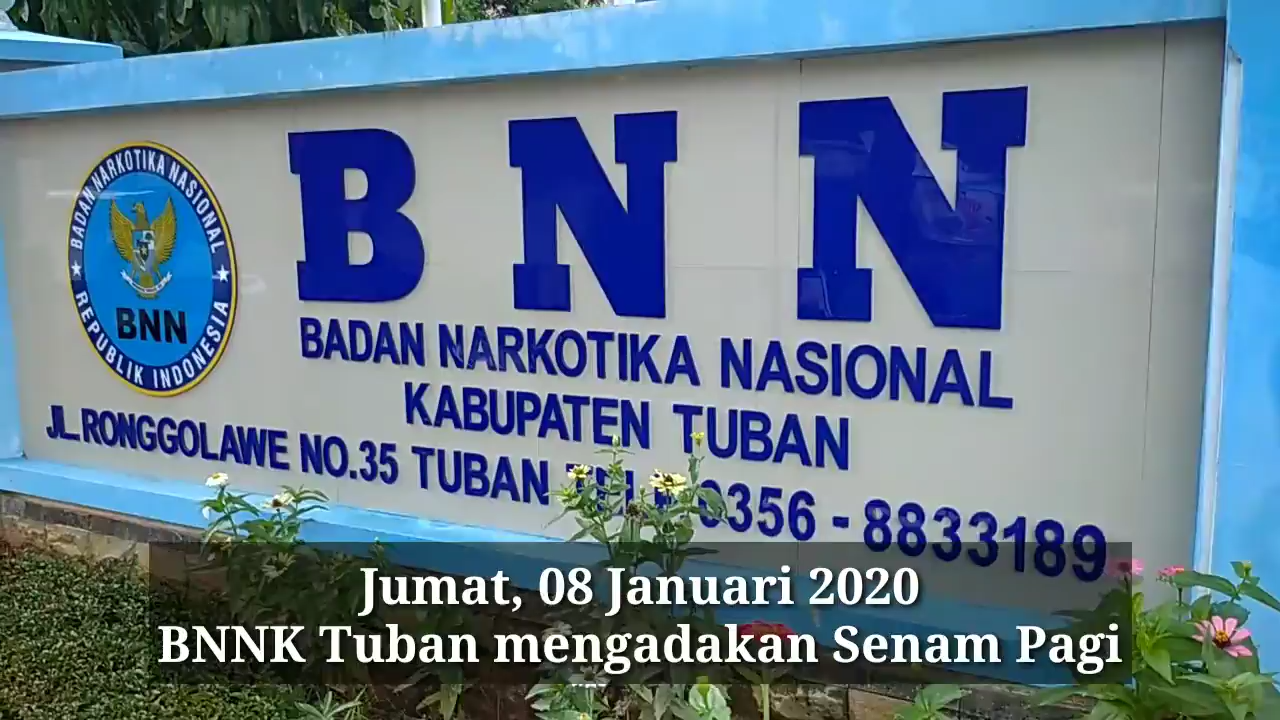 BADAN NARKOTIKA NASIONAL
BNN
REPUBLIK INDONESIA
B N N
BADAN NARKOTIKA NASIONAL
KABUPATEN TUBAN
JL.RONGGOLAWE NO.35 TUBAN 0356 - 8833189
Jumat, 08 Januari 2020
BNNK Tuban mengadakan Senam Pagi